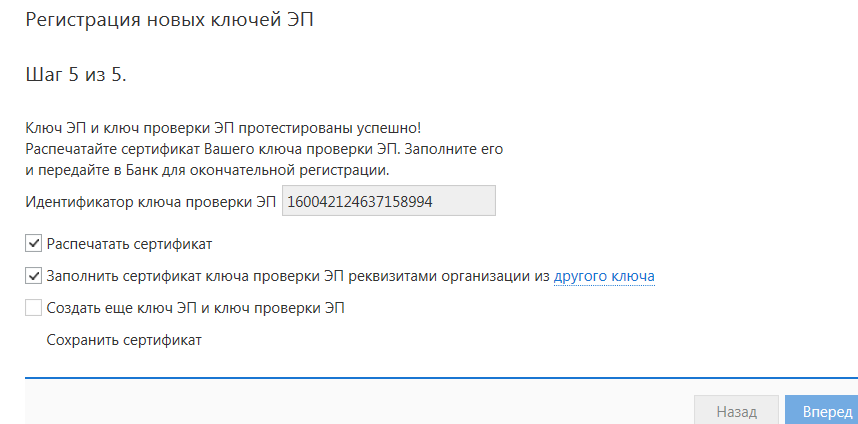 Регистрация новых ключей ЭП
Шаг 5 из 5.
Ключ ЭП и ключ проверки ЭП протестированы успешно!
Распечатайте сертификат Вашего ключа проверки ЭП. Заполните его
и передайте в Банк для окончательной регистрации.
Идентификатор ключа проверки ЭП 160042124637158994
Распечатать сертификат
Заполнить сертификат ключа проверки ЭП реквизитами организации из другого ключа
Создать еще ключ ЭП и ключ проверки ЭП
Сохранить сертификат
Назад Вперед